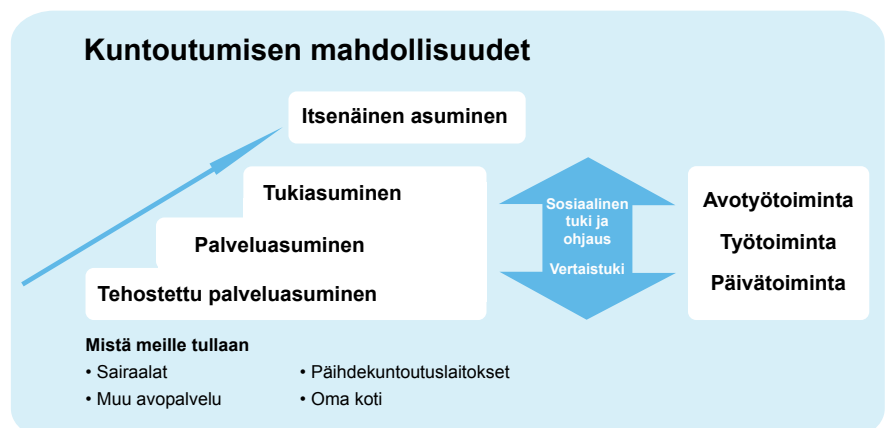 Kuntoutumisen mahdollisuudet
Itsenäinen asuminen
Tukiasuminen
Palveluasuminen
Tehostettu palveluasuminen
Sosiaalinen
tuki ja
ohjaus
Vertaistuki
Avotyötoiminta
Työtoiminta
Päivätoiminta
Mistä meille tullaan
• Sairaalat
• Muu avopalvelu
• Päihdekuntoutuslaitokset
• Oma koti